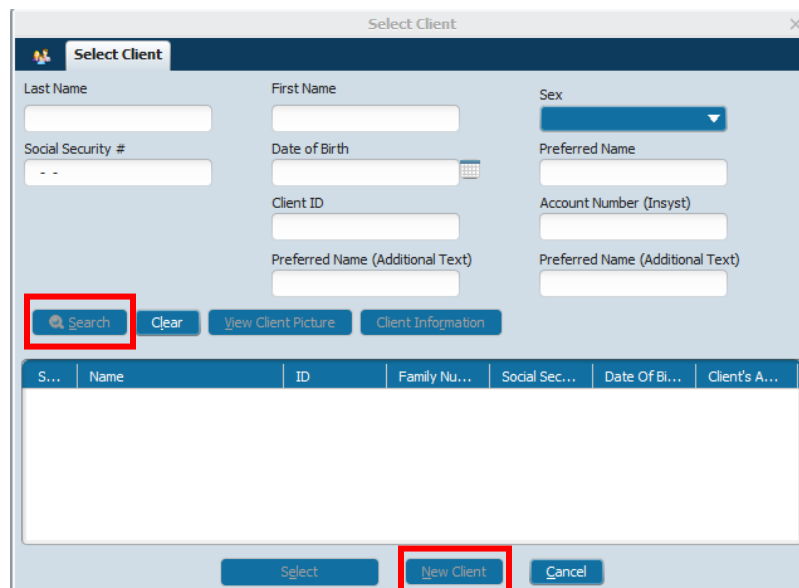 Select Client
Select Client
Last Name First Name Sex
Social Security # Date of Birth Preferred Name
- -
Client ID Account Number (Insyst)
Preferred Name (Additional Text) Preferred Name (Additional Text)
Search Clear View Client Picture Client Information
S... Name ID Family Nu... Social Sec... Date Of Bi... Client's A...
Select New Client Cancel